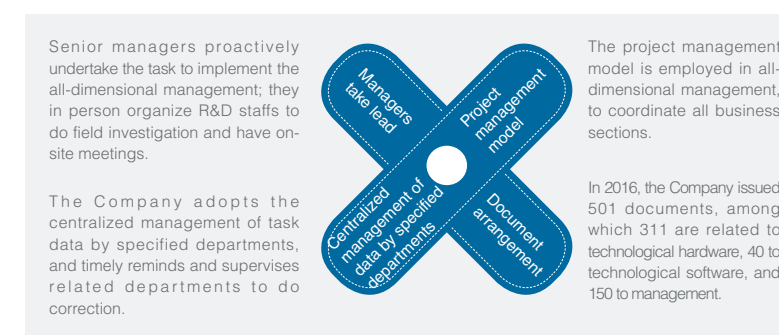 Senior managers proactively
undertake the task to implement the
all-dimensional management; they
in person organize R&D staffs to
do field investigation and have on-
site meetings.
The Company adopts the
centralized management of task
data by specified departments,
and timely reminds and supervises
related departments to do
correction.
Managers
take lead
Project
management
model
Centralized
management of
data by specified
departments
Document
arrangement
The project management
model is employed in all-
dimensional management,
to coordinate all business
sections.
In 2016, the Company issued
501 documents, among
which 311 are related to
technological hardware, 40 to
technological software, and
150 to management.